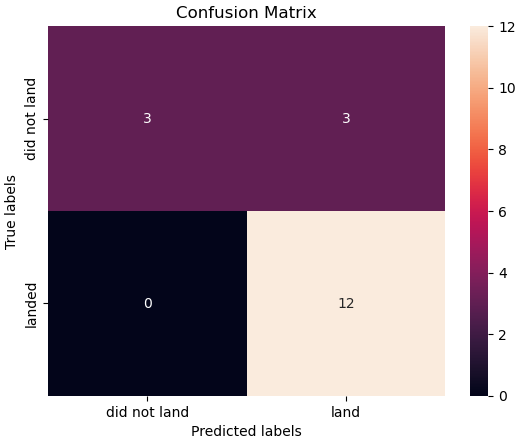 Confusion Matrix
True labels
did not land
landed
3
3
0
12
did not land
land
Predicted labels
12
10
8
6
4
2
0